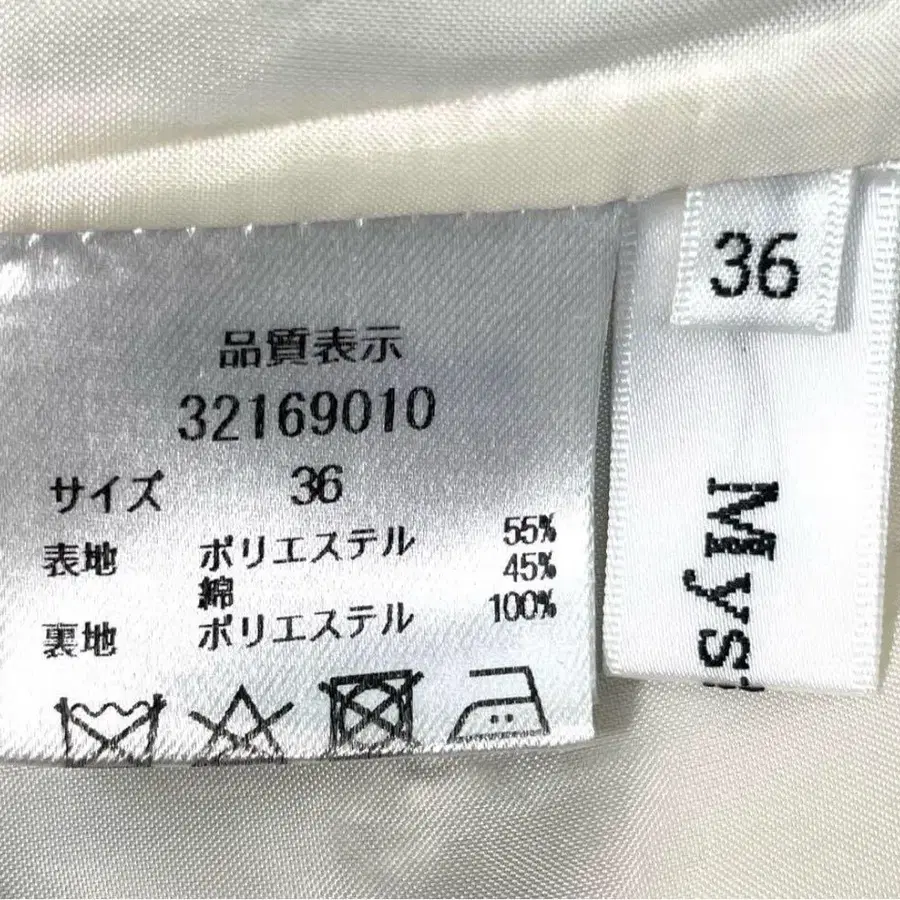 品質表示
32169010
サイズ 36
表地 ポリエステル 55%
綿 45%
裏地 ポリエステル 100%
36